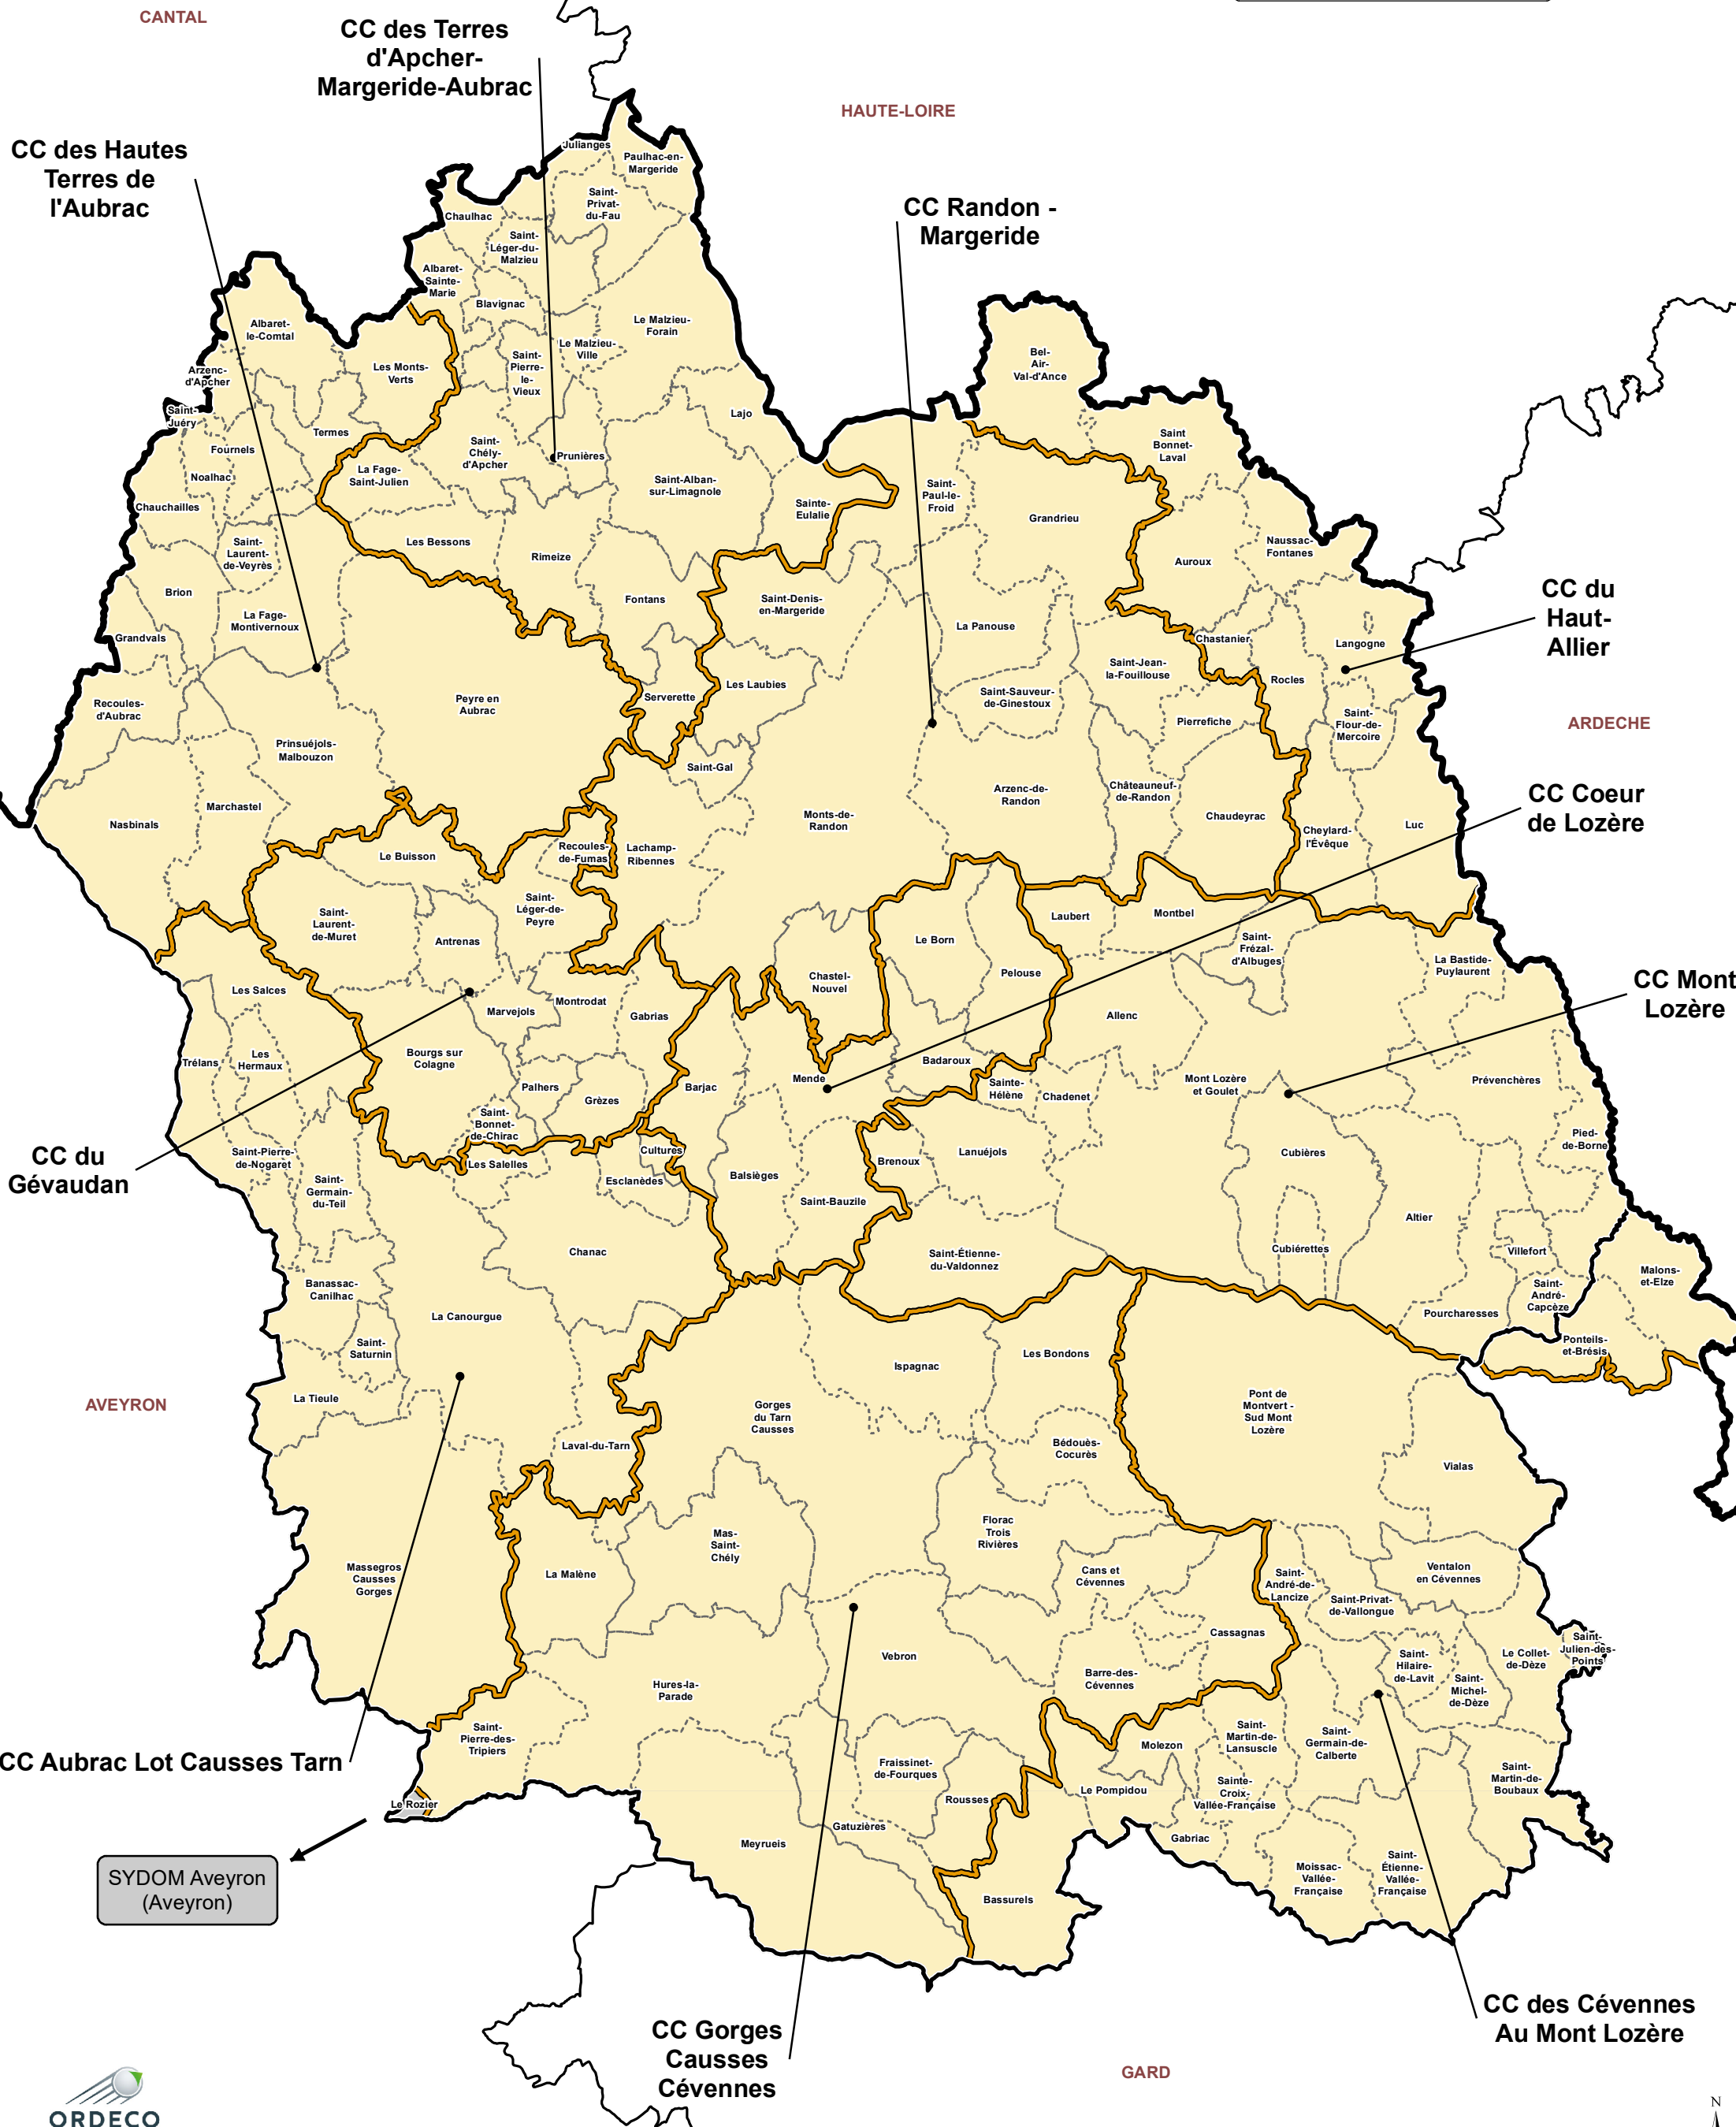 CANTAL
CC des Terres
d'Apcher-
Margeride-Aubrac
HAUTE-LOIRE
CC des Hautes
Terres de
l'Aubrac
CC Randon -
Margeride
Julianges
Paulhac-en-
Margeride
Saint-
Privat-
du-Fau
Chaulhac
Saint-
Léger-du-
Malzieu
Albaret-
Sainte-
Marie
Blavignac
Le Malzieu-
Forain
Albaret-
le-Comtal
Le Malzieu-
Ville
Saint-
Pierre-
le-
Vieux
Les Monts-
Verts
Arzenc-
d'Apcher
Bel-
Air-
Val-d'Ance
Saint-
Juéry
Lajo
Termes
Fournels
Saint-
Chély-
d'Apcher
Prunières
Saint
Bonnet-
Laval
Noalhac
La Fage-
Saint-Julien
Saint-Alban-
sur-Limagnole
Saint-
Paul-le-
Froid
Chauchailles
Sainte-
Eulalie
Grandrieu
Saint-
Laurent-
de-Veyrès
Les Bessons
Rimeize
Auroux
Naussac-
Fontanes
Brion
Fontans
Saint-Denis-
en-Margeride
CC du
Haut-
Allier
La Fage-
Montivernoux
La Panouse
Grandvals
Chastanier
Langogne
Saint-Jean-
la-Fouillouse
Rocles
Les Laubies
Serverette
Saint-Sauveur-
de-Ginestoux
Recoules-
d'Aubrac
Peyre en
Aubrac
Pierrefiche
Saint-
Flour-de-
Mercoire
ARDECHE
Prinsuéjols-
Malbouzon
Saint-Gal
Arzenc-de-
Randon
Châteauneuf-
de-Randon
CC Coeur
de Lozère
Marchastel
Nasbinals
Monts-de-
Randon
Chaudeyrac
Cheylard-
l'Évêque
Luc
Le Buisson
Recoules-
de-Fumas
Lachamp-
Ribennes
Saint-
Laurent-
de-Muret
Saint-
Léger-de-
Peyre
Antrenas
Le Born
Laubert
Montbel
Saint-
Frézal-
d'Albuges
La Bastide-
Puylaurent
Pelouse
Chastel-
Nouvel
CC Mont
Lozère
Les Salces
Marvejols
Montrodat
Gabrias
Allenc
Trélans
Les
Hermaux
Bourgs sur
Colagne
Badaroux
Mende
Palhers
Barjac
Sainte-
Hélène
Chadenet
Mont Lozère
et Goulet
Prévenchères
Grèzes
Saint-
Bonnet-
de-Chirac
CC du
Gévaudan
Saint-Pierre-
de-Nogaret
Les Salelles
Cultures
Brenoux
Lanuéjols
Cubières
Pied-
de-Borne
Saint-
Germain-
du-Teil
Esclanèdes
Balsièges
Saint-Bauzile
Altier
Chanac
Saint-Étienne-
du-Valdonnez
Cubiérettes
Villefort
Banassac-
Canilhac
Malons-
et-Elze
Saint-
André-
Capcèze
La Canourgue
Pourcharesses
Saint-
Saturnin
Ponteils-
et-Brésis
Ispagnac
Les Bondons
AVEYRON
La Tieule
Gorges
du Tarn
Causses
Pont de
Montvert -
Sud Mont
Lozère
Laval-du-Tarn
Bédouès-
Cocurès
Vialas
Florac
Trois
Rivières
Mas-
Saint-
Chély
Massegros
Causses
Gorges
La Malène
Cans et
Cévennes
Saint-
André-de-
Lancize
Ventalon
en Cévennes
Saint-Privat-
de-Vallongue
Cassagnas
Vebron
Saint-
Julien-des-
Points
Le Collet-
de-Dèze
Saint-
Hilaire-
de-Lavit
Saint-
Michel-
de-Dèze
Barre-des-
Cévennes
Hures-la-
Parade
Saint-
Pierre-des-
Tripiers
CC Aubrac Lot Causses Tarn
Saint-
Martin-de-
Lansuscle
Saint-
Germain-de-
Calberte
Molezon
Fraissinet-
de-Fourques
Saint-
Martin-de-
Boubaux
Le Pompidou
Sainte-
Croix-
Vallée-Française
Rousses
Le Rozier
Gatuzières
Meyrueis
Gabriac
SYDOM Aveyron
(Aveyron)
Moissac-
Vallée-
Française
Saint-
Étienne-
Vallée-
Française
Bassurels
CC des Cévennes
Au Mont Lozère
CC Gorges
Causses
Cévennes
GARD
ORDECO
N